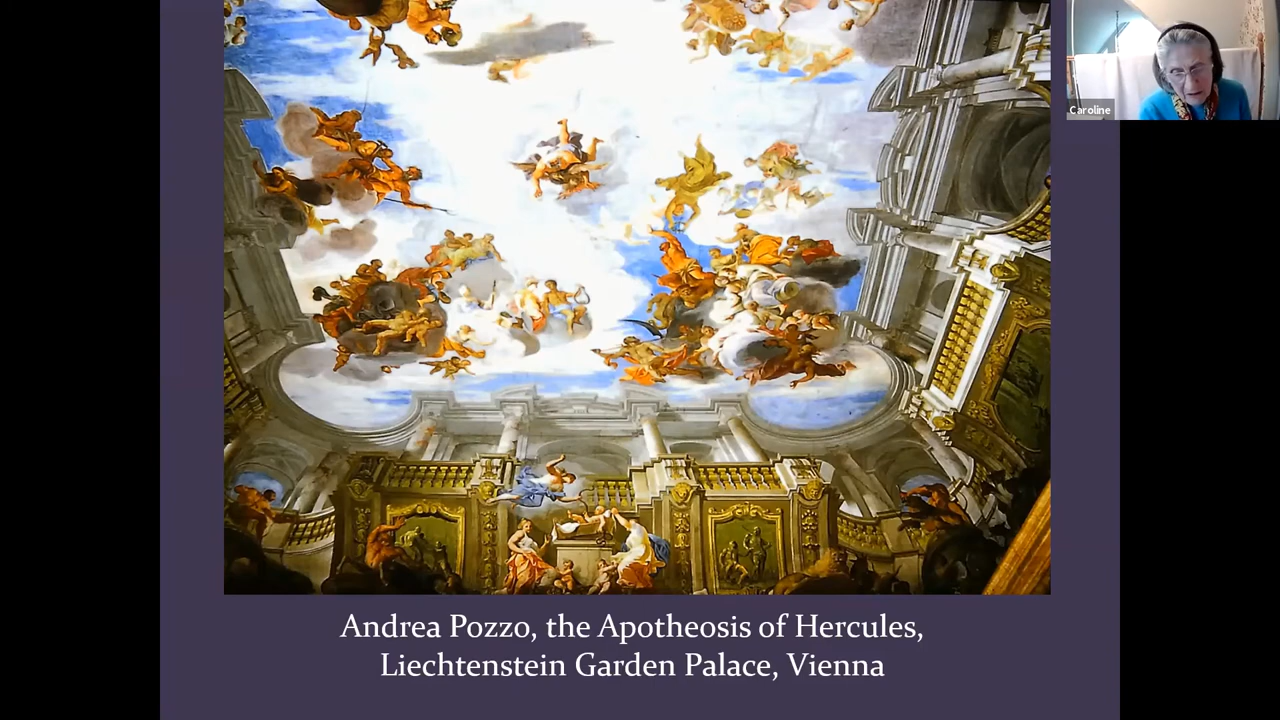 Caroline
Andrea Pozzo, the Apotheosis of Hercules,
Liechtenstein Garden Palace, Vienna